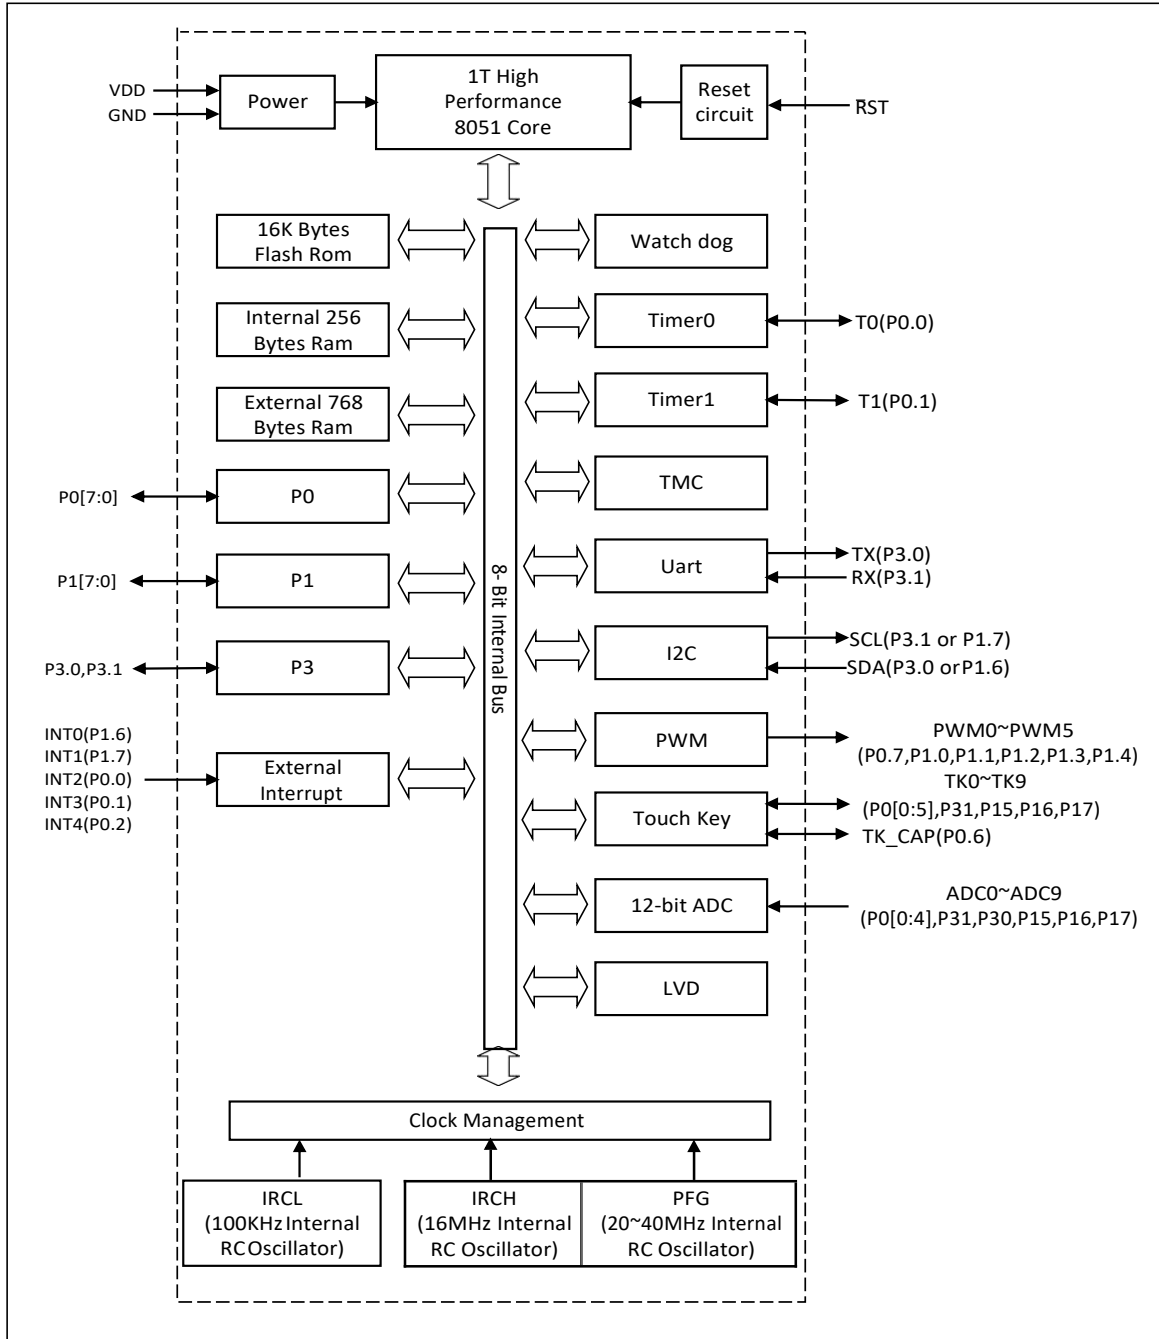 VDD
GND
Power
1T High
Performance
8051 Core
Reset
circuit
RST
16K Bytes
Flash Rom
Watch dog
Internal 256
Bytes Ram
Timer0
T0(P0.0)
External 768
Bytes Ram
Timer1
T1(P0.1)
P0[7:0]
P0
TMC
8- Bit Internal Bus
P1[7:0]
P1
Uart
TX(P3.0)
RX(P3.1)
P3.0,P3.1
P3
I2C
SCL(P3.1 or P1.7)
SDA(P3.0 orP1.6)
INT0(P1.6)
INT1(P1.7)
INT2(P0.0)
INT3(P0.1)
INT4(P0.2)
External
Interrupt
PWM
PWM0~PWM5
(P0.7,P1.0,P1.1,P1.2,P1.3,P1.4)
Touch Key
TK0~TK9
(P0[0:5],P31,P15,P16,P17)
TK_CAP(P0.6)
12-bit ADC
ADC0~ADC9
(P0[0:4],P31,P30,P15,P16,P17)
LVD
Clock Management
IRCL
(100KHz Internal
RC Oscillator)
IRCH
(16MHz Internal
RC Oscillator)
PFG
(20~40MHz Internal
RC Oscillator)